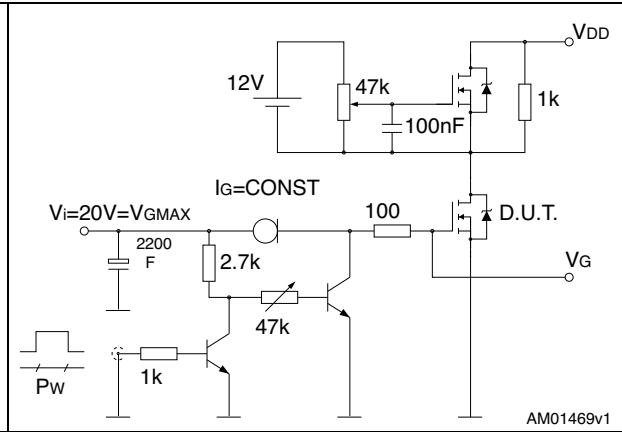 VDD
12V
47k
1k
100nF
IG=CONST
Vi=20V=VGMAX
100
D.U.T.
2200
F
2.7k
VG
47k
1k
PW
AM01469v1